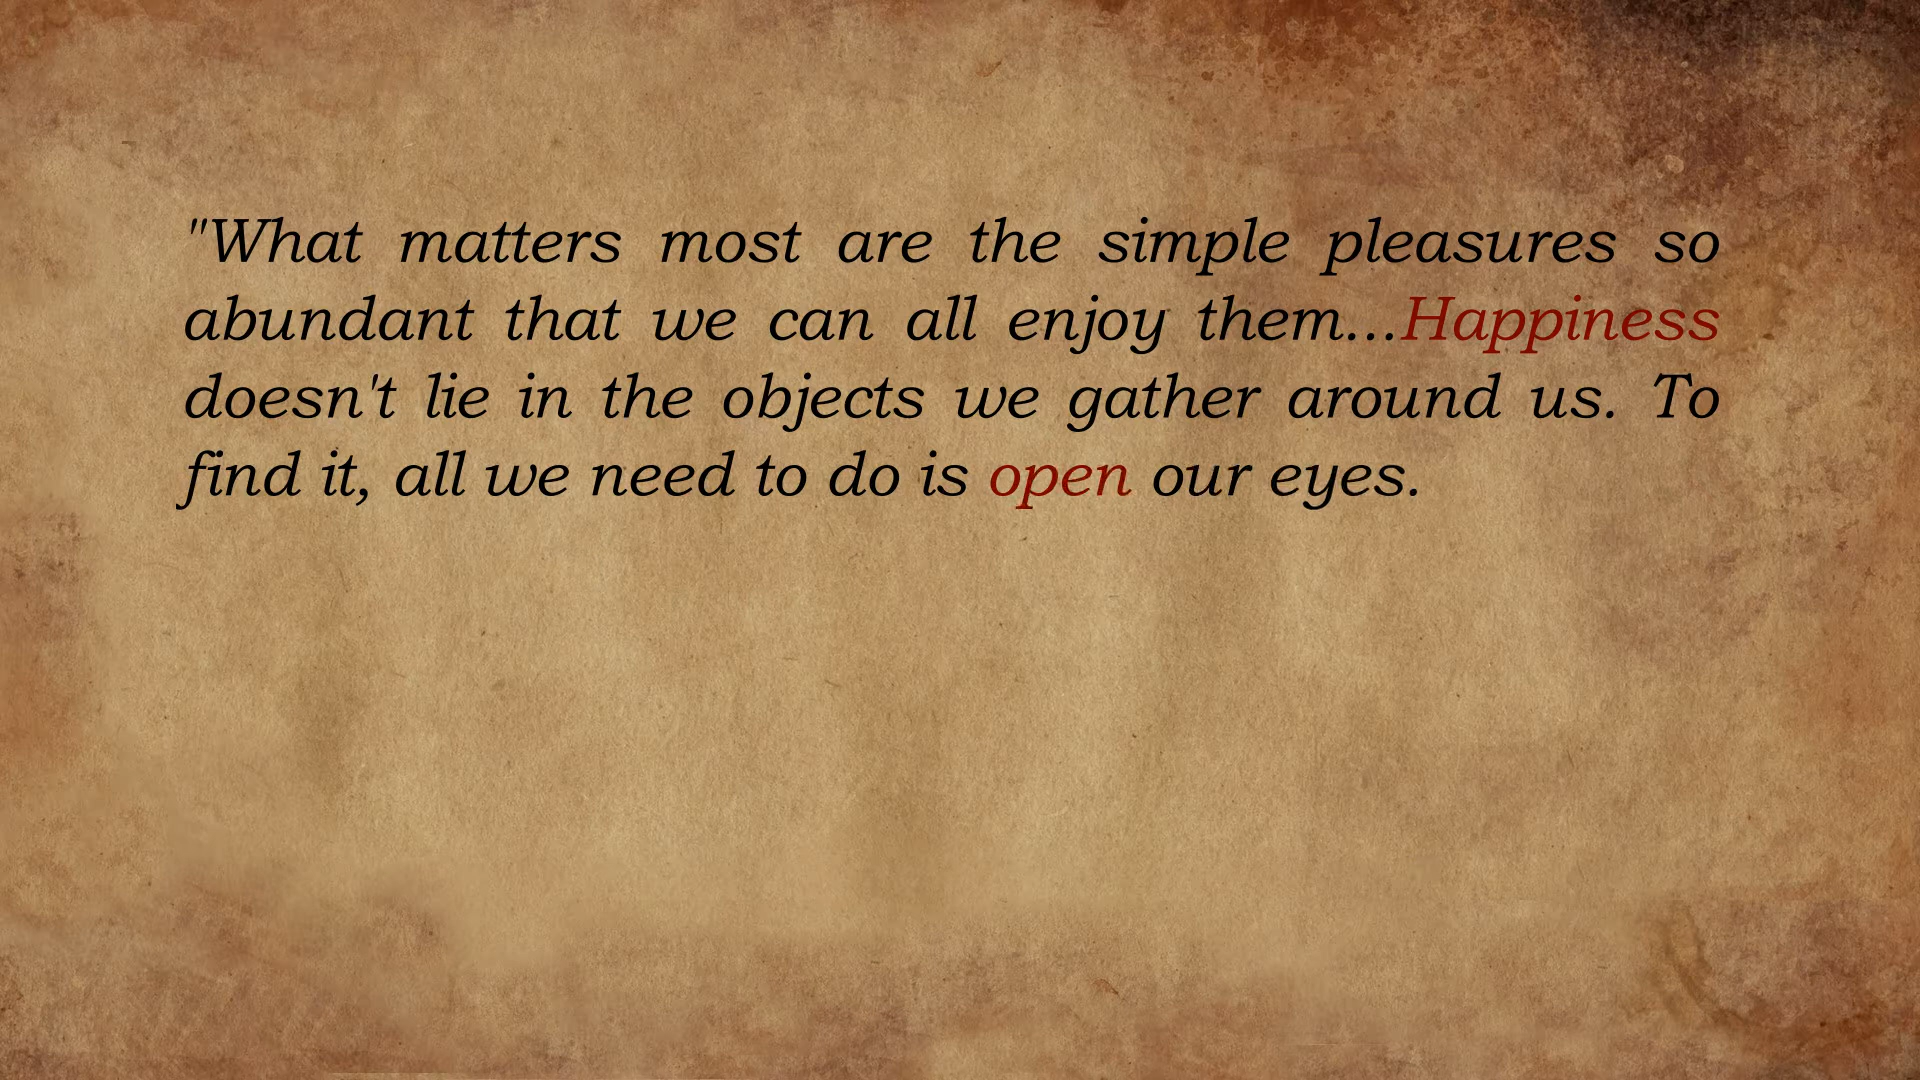 "What matters most are the simple pleasures so
abundant that we can all enjoy them...Happiness
doesn't lie in the objects we gather around us. To
find it, all we need to do is open our eyes.